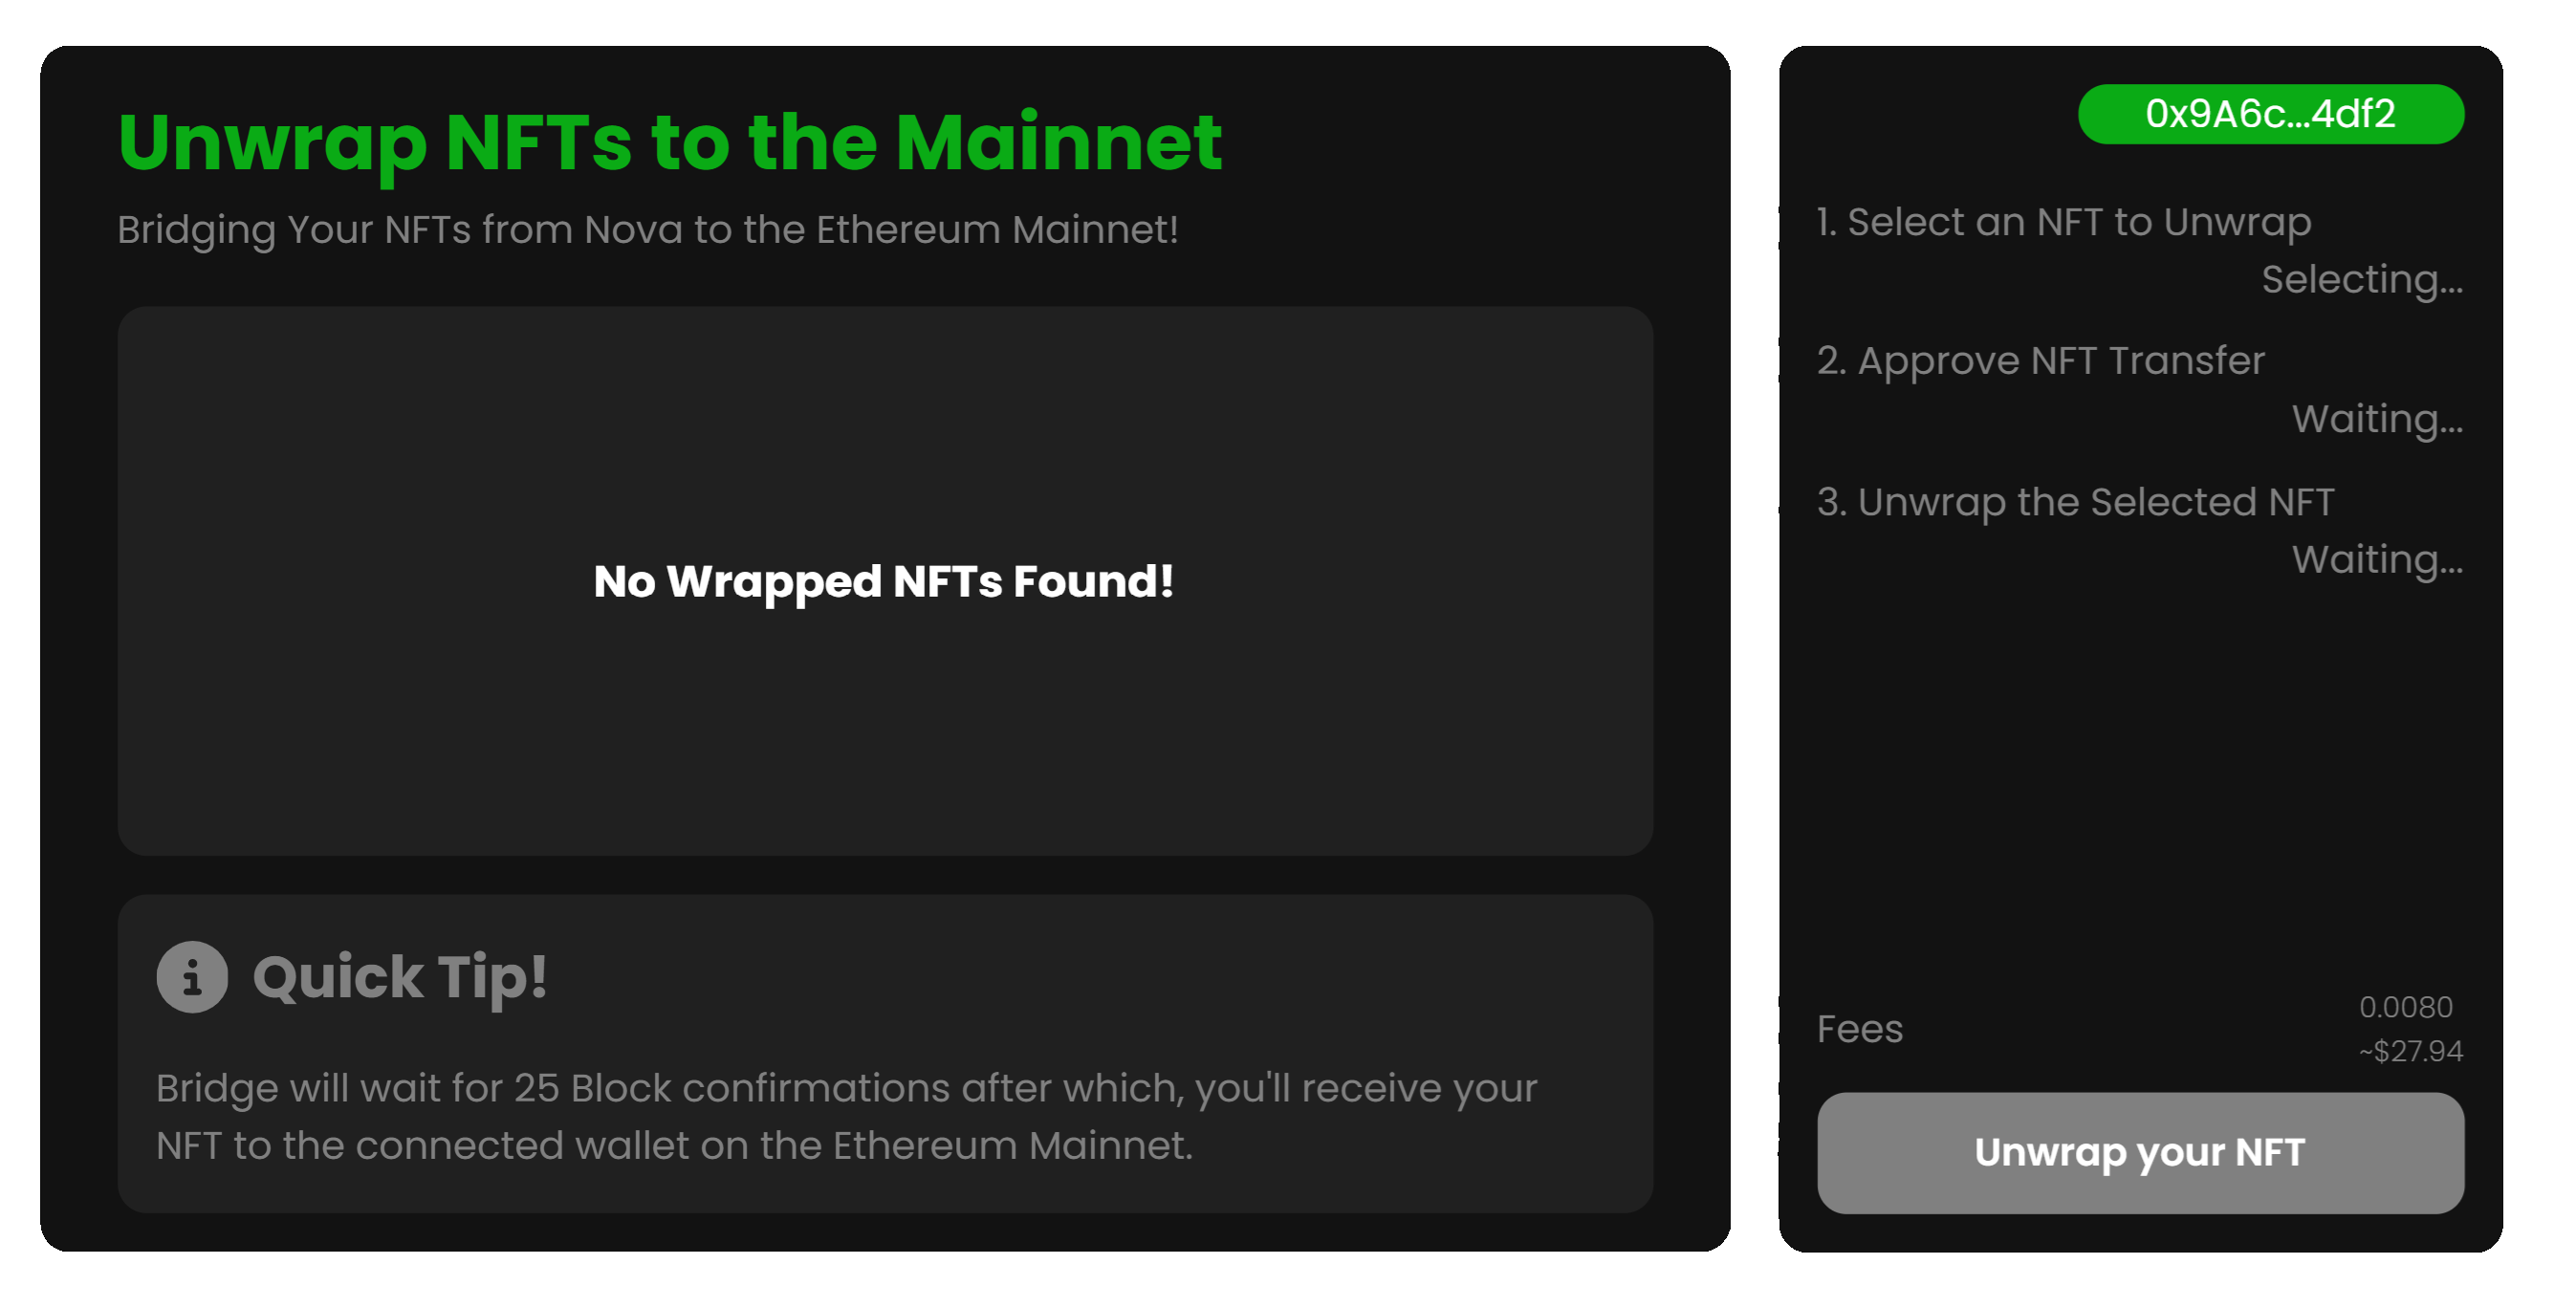 Unwrap NFTs to the Mainnet
Bridging Your NFTs from Nova to the Ethereum Mainnet!
No Wrapped NFTs Found!
Quick Tip!
Bridge will wait for 25 Block confirmations after which, you'll receive your
NFT to the connected wallet on the Ethereum Mainnet.
0x9A6c...4df2
1. Select an NFT to Unwrap
Selecting...
2. Approve NFT Transfer
Waiting...
3. Unwrap the Selected NFT
Waiting...
Fees
0.0080
~$27.94
Unwrap your NFT